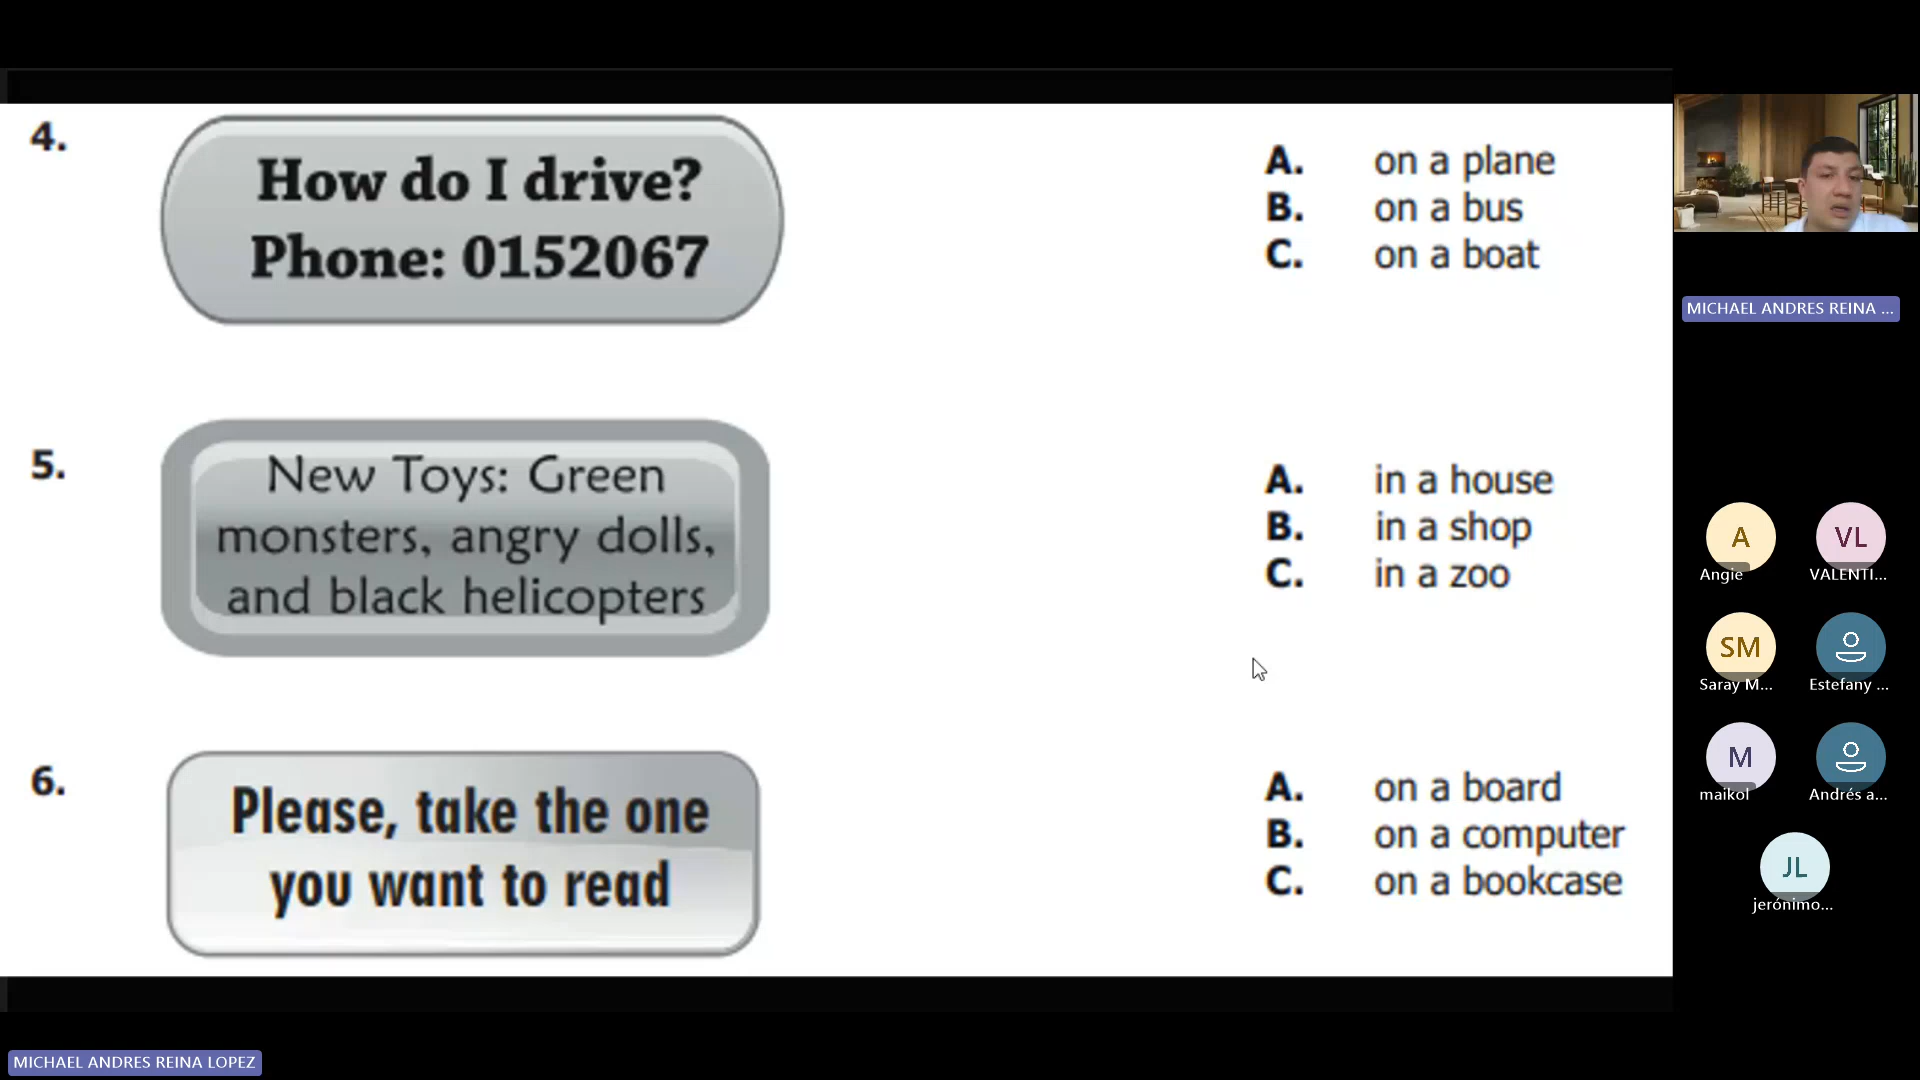 4.
How do I drive?
Phone: 0152067
A. on a plane
B. on a bus
C. on a boat
5.
New Toys: Green
monsters, angry dolls,
and black helicopters
A. in a house
B. in a shop
C. in a zoo
6.
Please, take the one
you want to read
A. on a board
B. on a computer
C. on a bookcase
MICHAEL ANDRES REINA ...
A
Angie
VL
VALENTI...
SM
Saray M...
Estefany ...
M
maikol
Andrés a...
JL
jerónimo...
MICHAEL ANDRES REINA LOPEZ